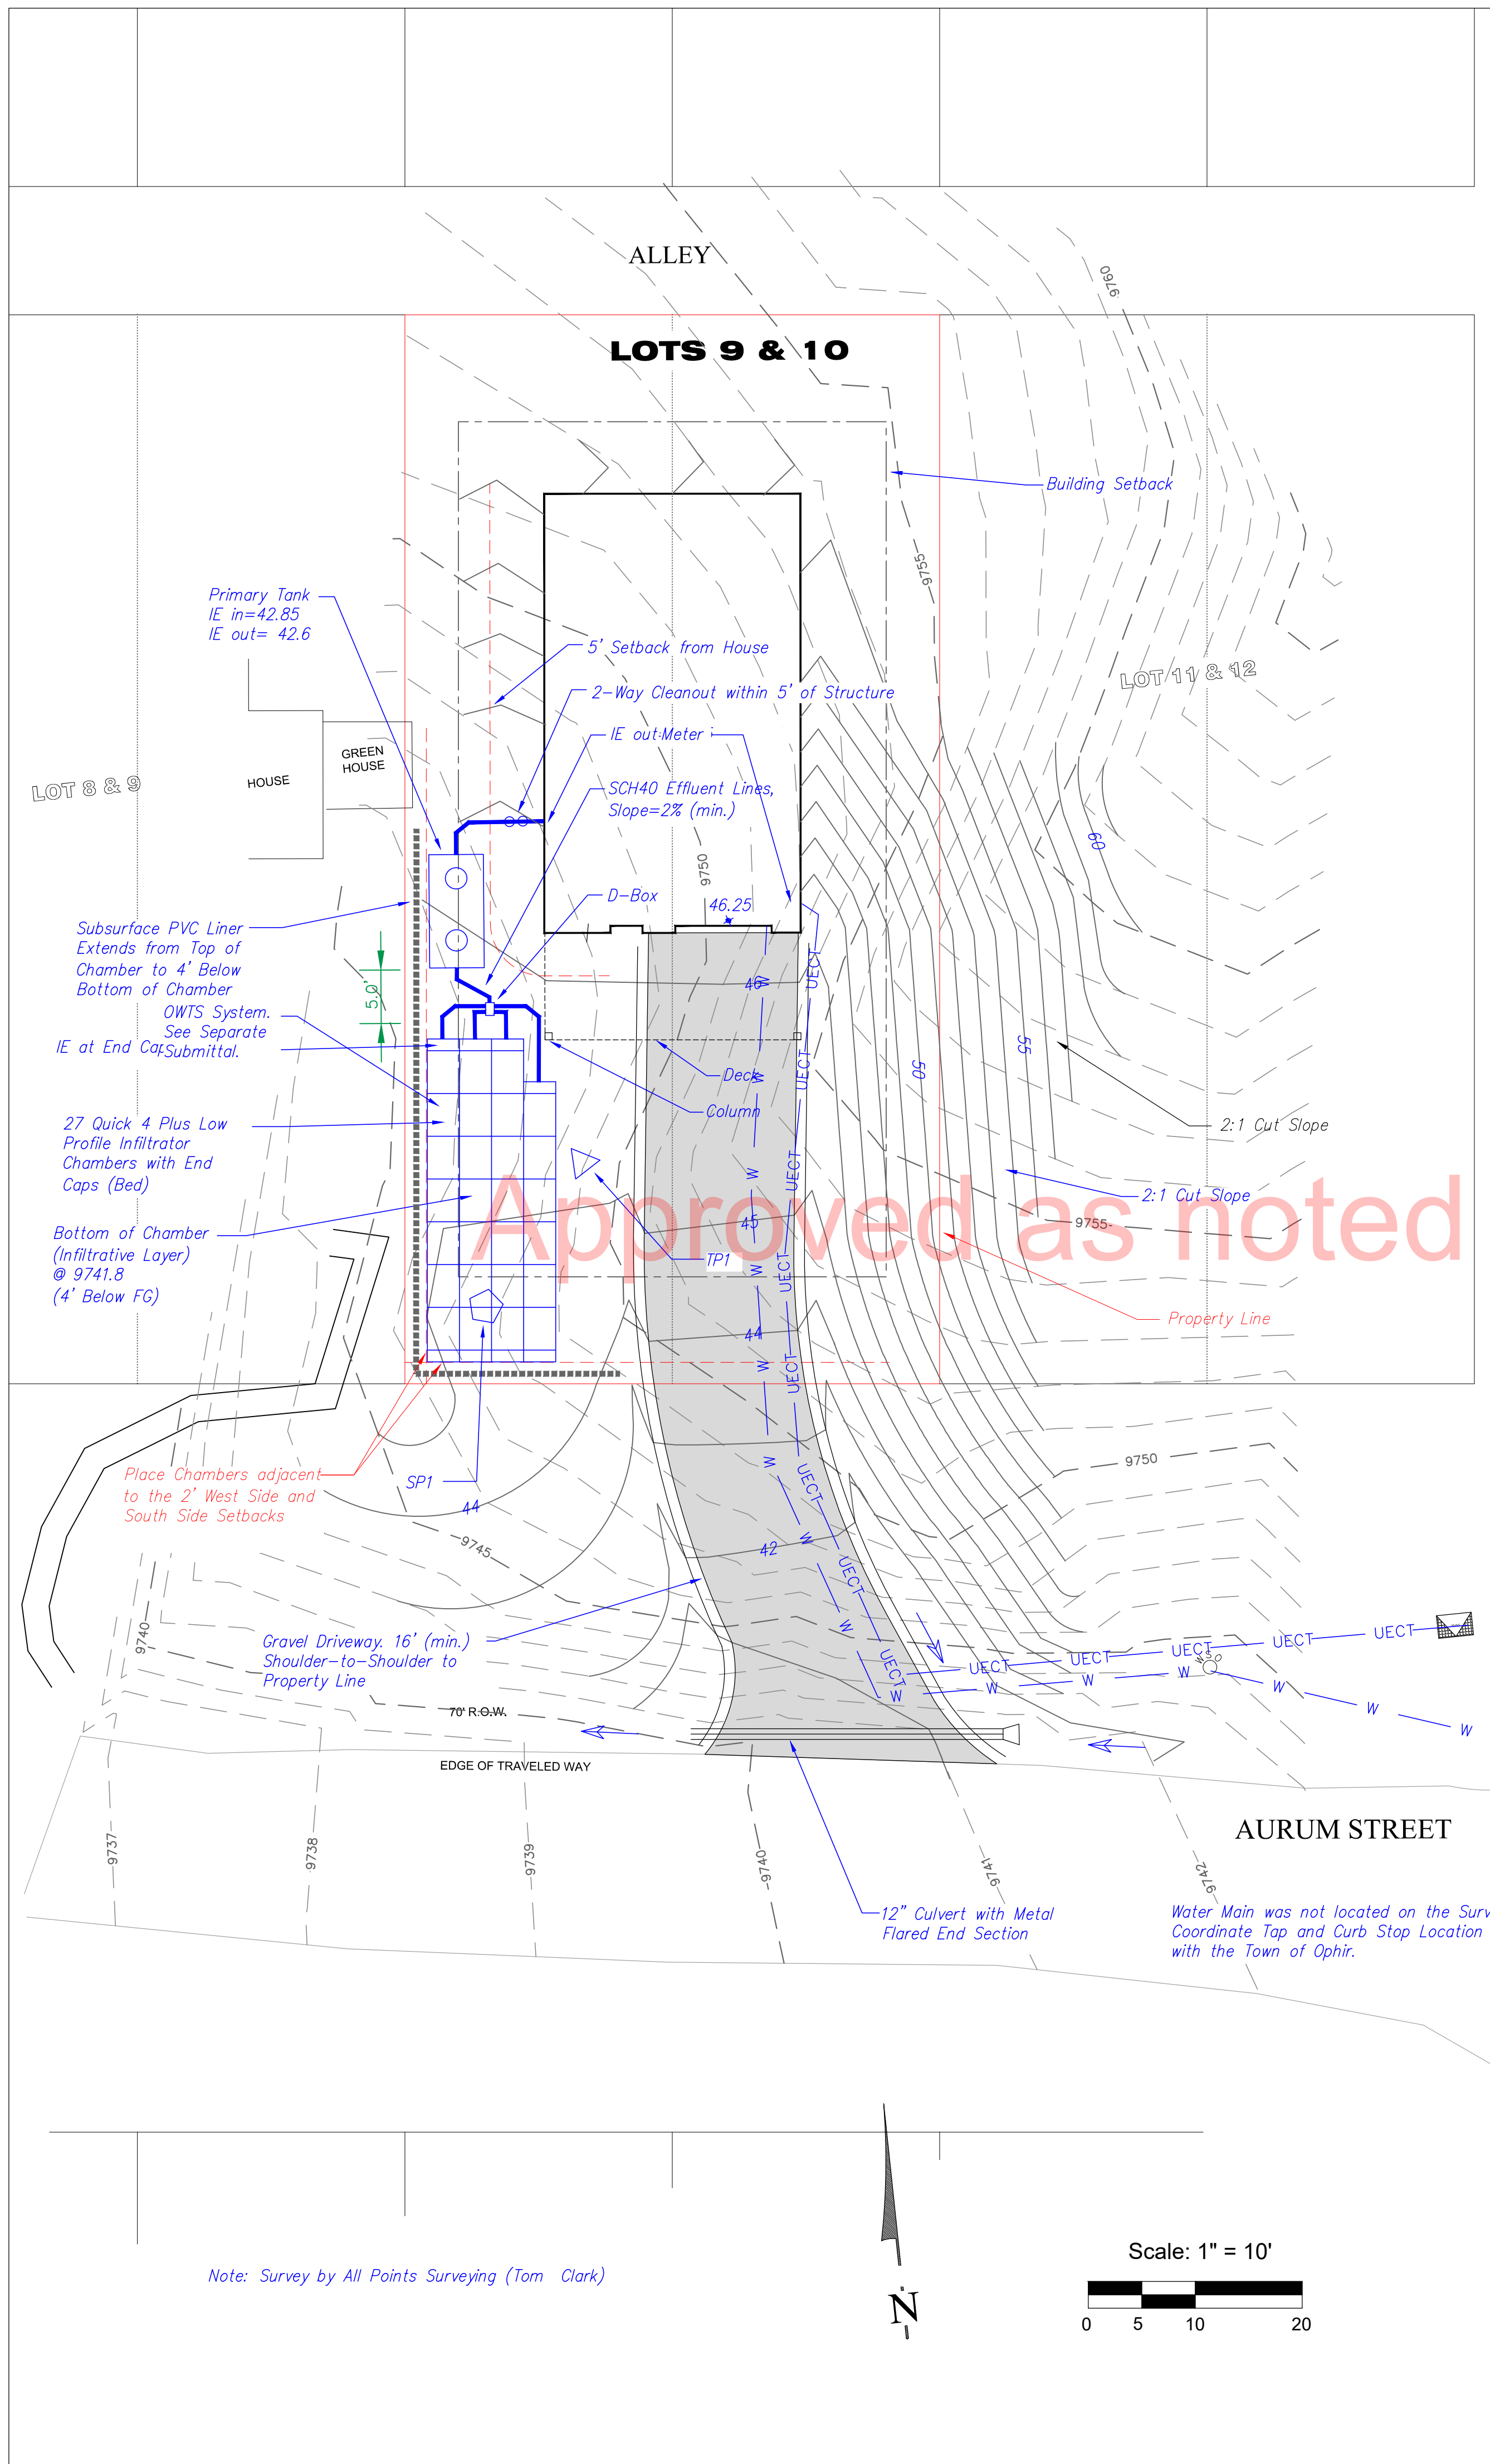 ALLEY
9760
LOTS 9 & 10
Building Setback
9755
Primary Tank
IE in=42.85
IE out= 42.6
5' Setback from House
2-Way Cleanout within 5' of Structure
LOT 11 & 12
IE out:Meter
GREEN
HOUSE
HOUSE
LOT 8 & 9
SCH40 Effluent Lines,
Slope=2% (min.)
60
9750
D-Box
46.25
Subsurface PVC Liner
Extends from Top of
Chamber to 4' Below
Bottom of Chamber
5.0'
46
W
UECT
OWTS System.
See Separate
Submittal.
IE at End Cap
50
55
Deck
W
UECT
Column
27 Quick 4 Plus Low
Profile Infiltrator
Chambers with End
Caps (Bed)
2:1 Cut Slope
W
UECT
2:1 Cut Slope
Approved as noted
45
9755
Bottom of Chamber
(Infiltrative Layer)
@ 9741.8
(4' Below FG)
TP1
W
UECT
44
Property Line
W
UECT
Place Chambers adjacent
to the 2' West Side and
South Side Setbacks
SP1
44
W
UECT
9750
9745
42
W
UECT
9740
Gravel Driveway. 16' (min.)
Shoulder-to-Shoulder to
Property Line
W
UECT
UECT
UECT
UECT
UECT
UECT
WSO
W
W
W
W
W
W
W
70' R.O.W.
EDGE OF TRAVELED WAY
AURUM STREET
9737
9738
9739
9740
9741
9742
12" Culvert with Metal
Flared End Section
Water Main was not located on the Surv
Coordinate Tap and Curb Stop Location
with the Town of Ophir.
Scale: 1" = 10'
Note: Survey by All Points Surveying (Tom Clark)
N
0 5 10 20